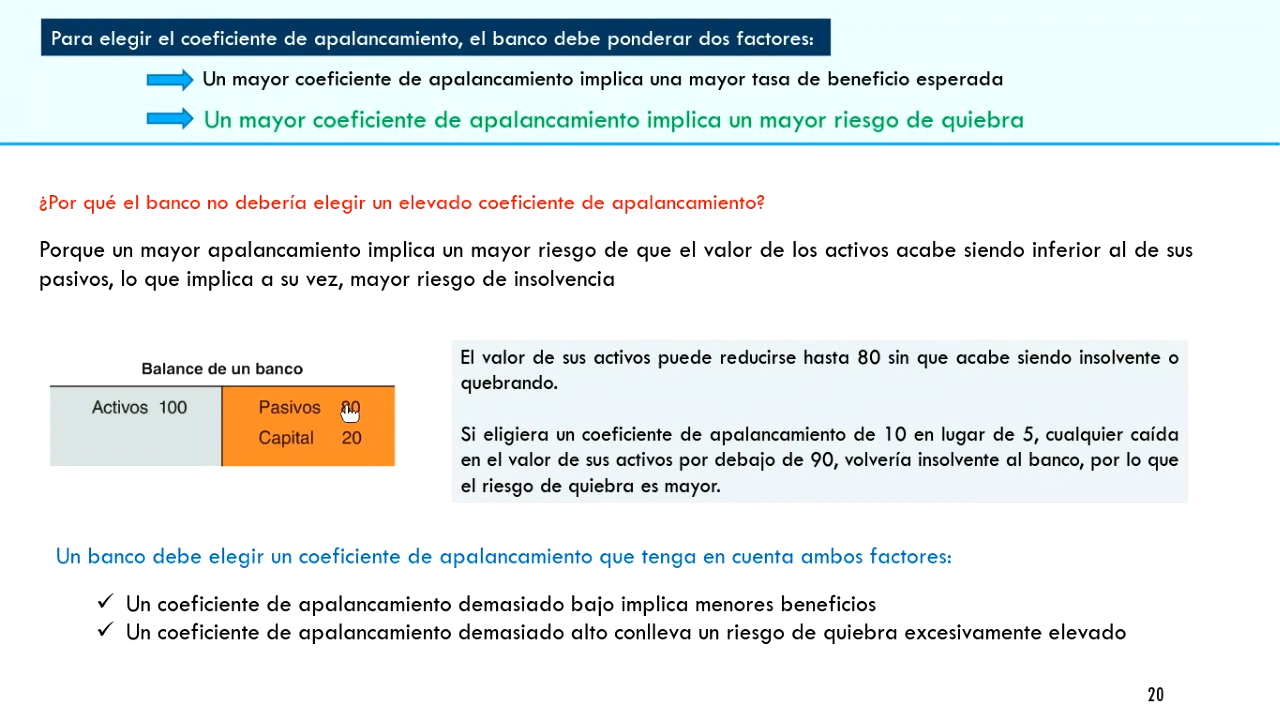 Para elegir el coeficiente de apalancamiento, el banco debe ponderar dos factores:
Un mayor coeficiente de apalancamiento implica una mayor tasa de beneficio esperada
Un mayor coeficiente de apalancamiento implica un mayor riesgo de quiebra
¿Por qué el banco no debería elegir un elevado coeficiente de apalancamiento?
Porque un mayor apalancamiento implica un mayor riesgo de que el valor de los activos acabe siendo inferior al de sus
pasivos, lo que implica a su vez, mayor riesgo de insolvencia
Balance de un banco
Activos 100
Pasivos 80
Capital 20
El valor de sus activos puede reducirse hasta 80 sin que acabe siendo insolvente o
quebrando.
Si eligiera un coeficiente de apalancamiento de 10 en lugar de 5, cualquier caída
en el valor de sus activos por debajo de 90, volvería insolvente al banco, por lo que
el riesgo de quiebra es mayor.
Un banco debe elegir un coeficiente de apalancamiento que tenga en cuenta ambos factores:
✓ Un coeficiente de apalancamiento demasiado bajo implica menores beneficios
✓ Un coeficiente de apalancamiento demasiado alto conlleva un riesgo de quiebra excesivamente elevado
20